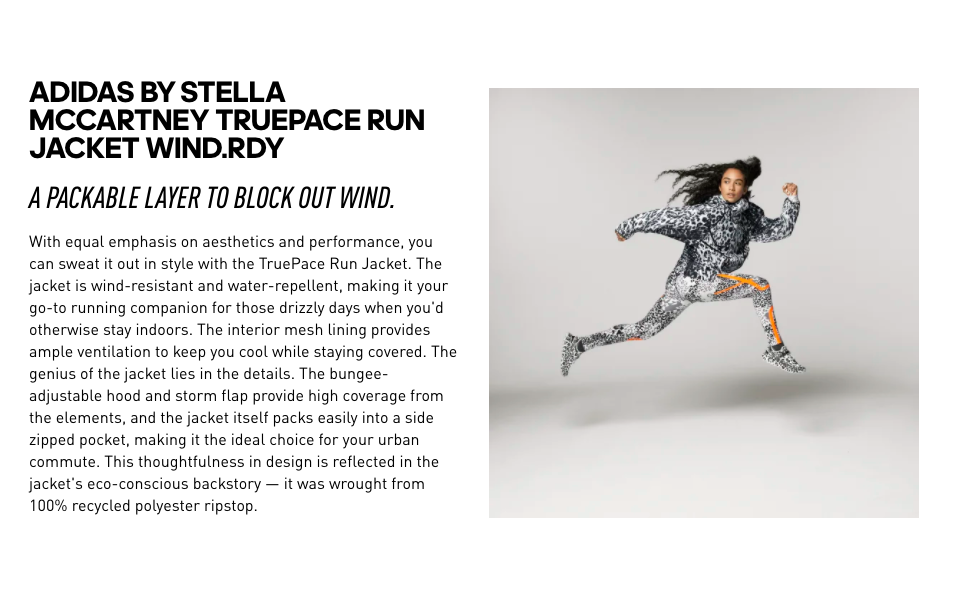 ADIDAS BY STELLA
MCCARTNEY TRUEPACE RUN
JACKET WIND.RDY
A PACKABLE LAYER TO BLOCK OUT WIND.
With equal emphasis on aesthetics and performance, you
can sweat it out in style with the TruePace Run Jacket. The
jacket is wind-resistant and water-repellent, making it your
go-to running companion for those drizzly days when you'd
otherwise stay indoors. The interior mesh lining provides
ample ventilation to keep you cool while staying covered. The
genius of the jacket lies in the details. The bungee-
adjustable hood and storm flap provide high coverage from
the elements, and the jacket itself packs easily into a side
zipped pocket, making it the ideal choice for your urban
commute. This thoughtfulness in design is reflected in the
jacket's eco-conscious backstory — it was wrought from
100% recycled polyester ripstop.